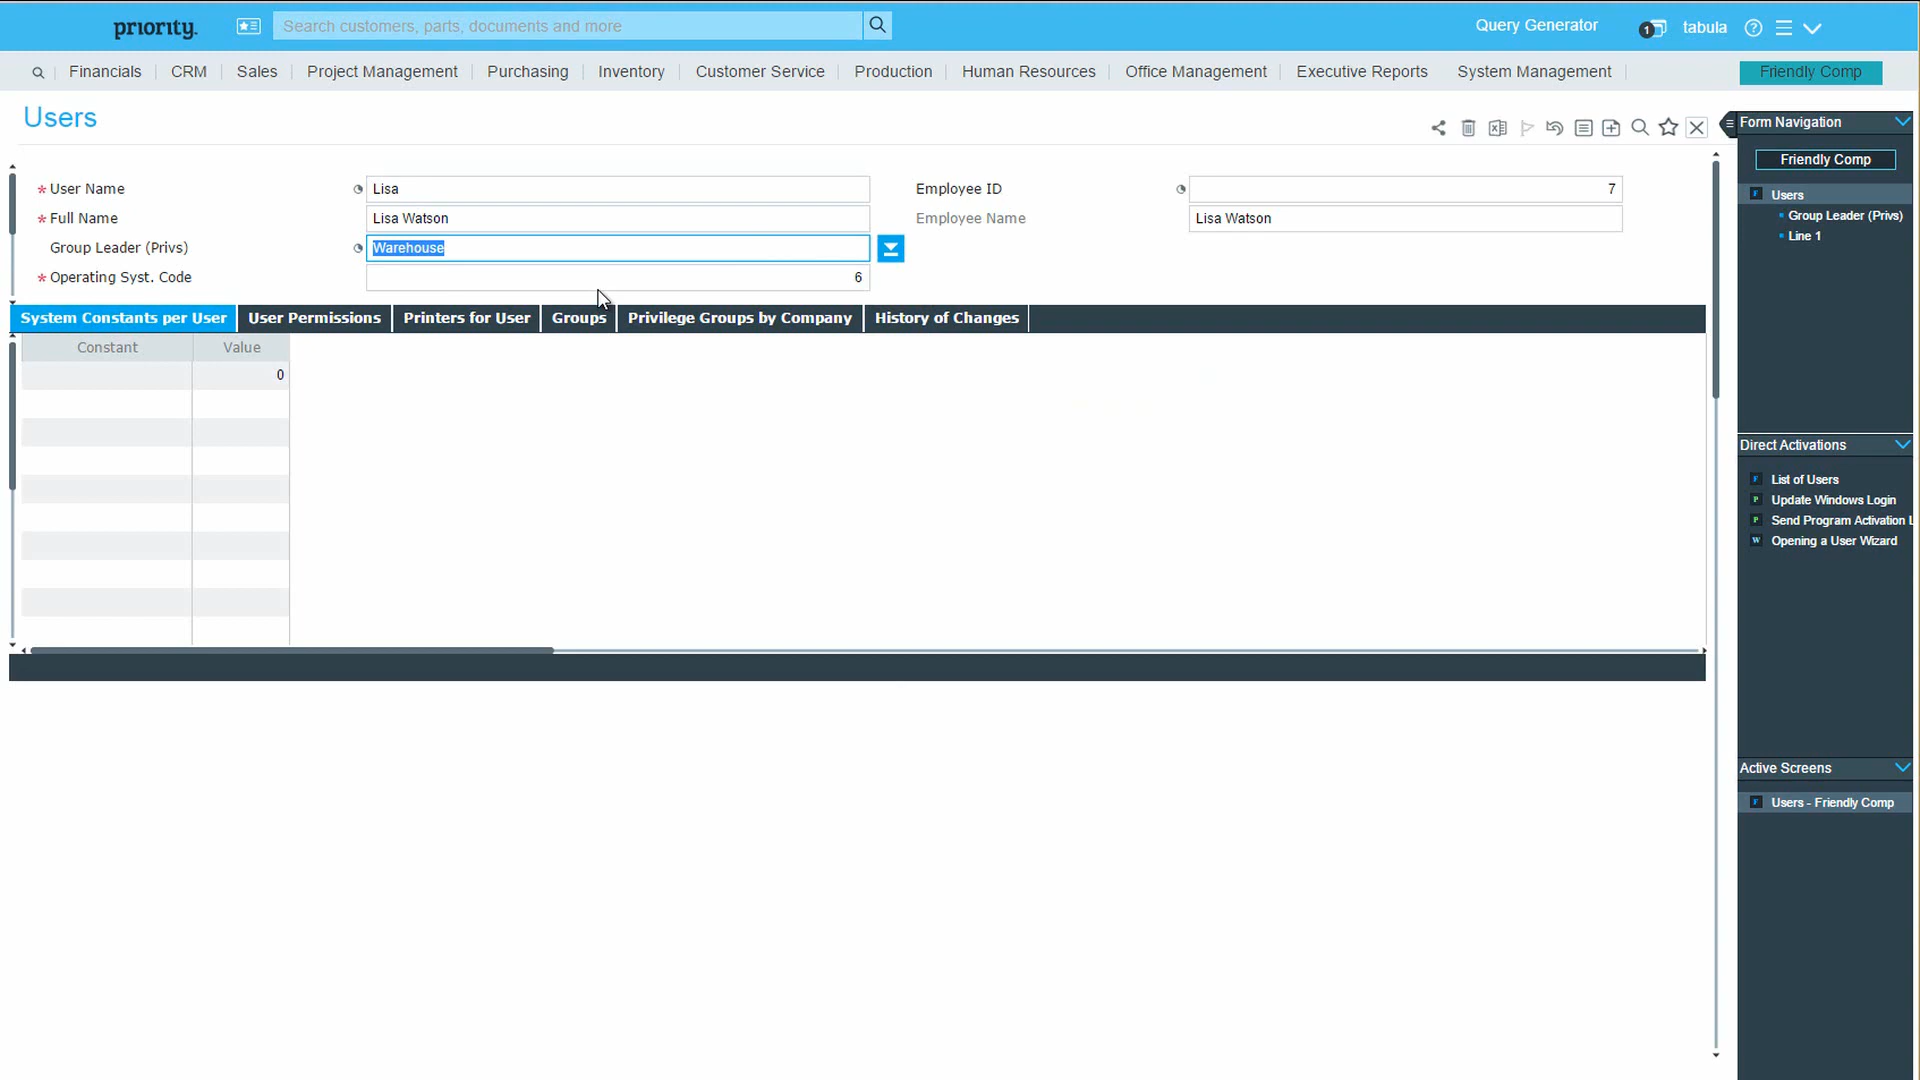 priority.
Search customers, parts, documents and more
Query Generator
1
tabula
Financials
CRM
Sales
Project Management
Purchasing
Inventory
Customer Service
Production
Human Resources
Office Management
Executive Reports
System Management
Friendly Comp
Users
* User Name
Lisa
Employee ID
7
* Full Name
Lisa Watson
Employee Name
Lisa Watson
Group Leader (Privs)
Warehouse
* Operating Syst. Code
6
System Constants per User
User Permissions
Printers for User
Groups
Privilege Groups by Company
History of Changes
Constant
Value
0
Form Navigation
Friendly Comp
F Users
Group Leader (Privs)
Line 1
Direct Activations
F List of Users
P Update Windows Login
P Send Program Activation L
W Opening a User Wizard
Active Screens
F Users - Friendly Comp